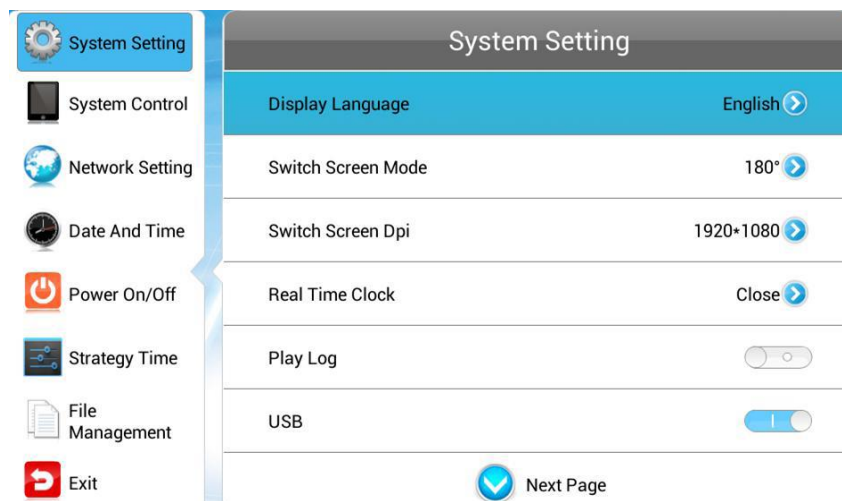 System Setting
System Control
Network Setting
Date And Time
Power On/Off
Strategy Time
File
Management
Exit
System Setting
Display Language English
Switch Screen Mode 180°
Switch Screen Dpi 1920*1080
Real Time Clock Close
Play Log
USB
Next Page